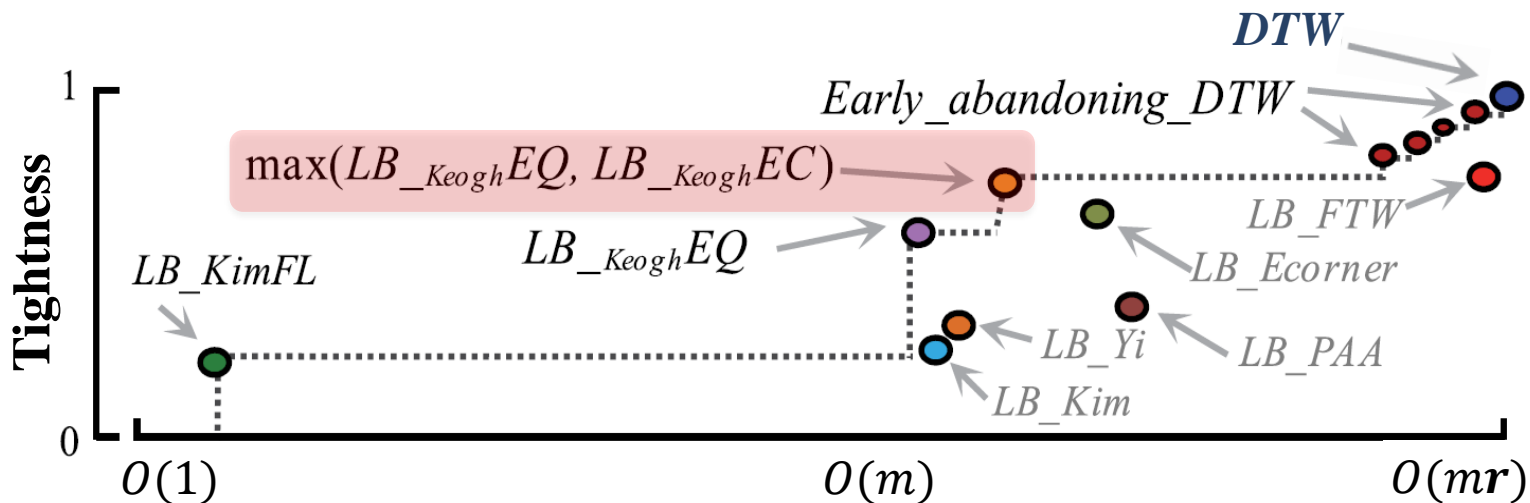 DTW
1
Early_abandoning_DTW
max(LB_KeoghEQ, LB_KeoghEC)
LB_FTW
LB_KeoghEQ
LB_KimFL
LB_Ecorner
Tightness
LB_Yi
LB_PAA
LB_Kim
0
O(1)
O(m)
O(mr)